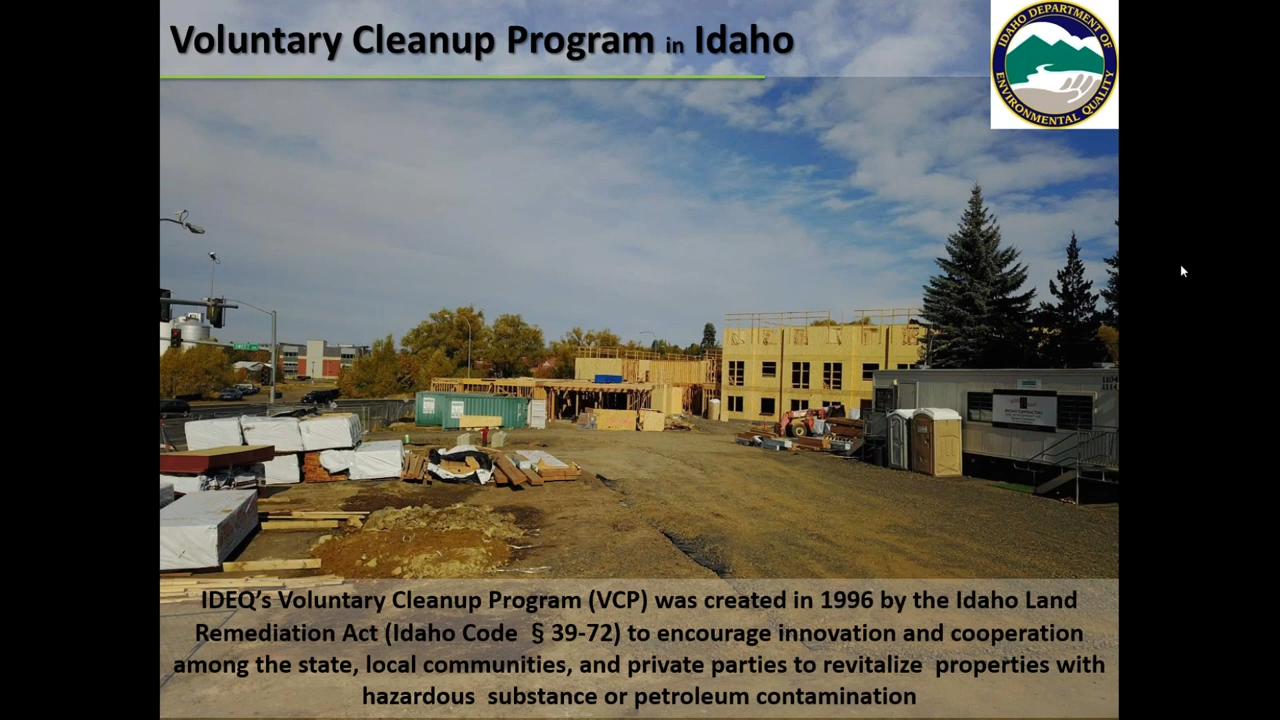 Voluntary Cleanup Program in Idaho
IDAHO DEPARTMENT OF
ENVIRONMENTAL QUALITY
IDEQ’s Voluntary Cleanup Program (VCP) was created in 1996 by the Idaho Land
Remediation Act (Idaho Code § 39-72) to encourage innovation and cooperation
among the state, local communities, and private parties to revitalize properties with
hazardous substance or petroleum contamination